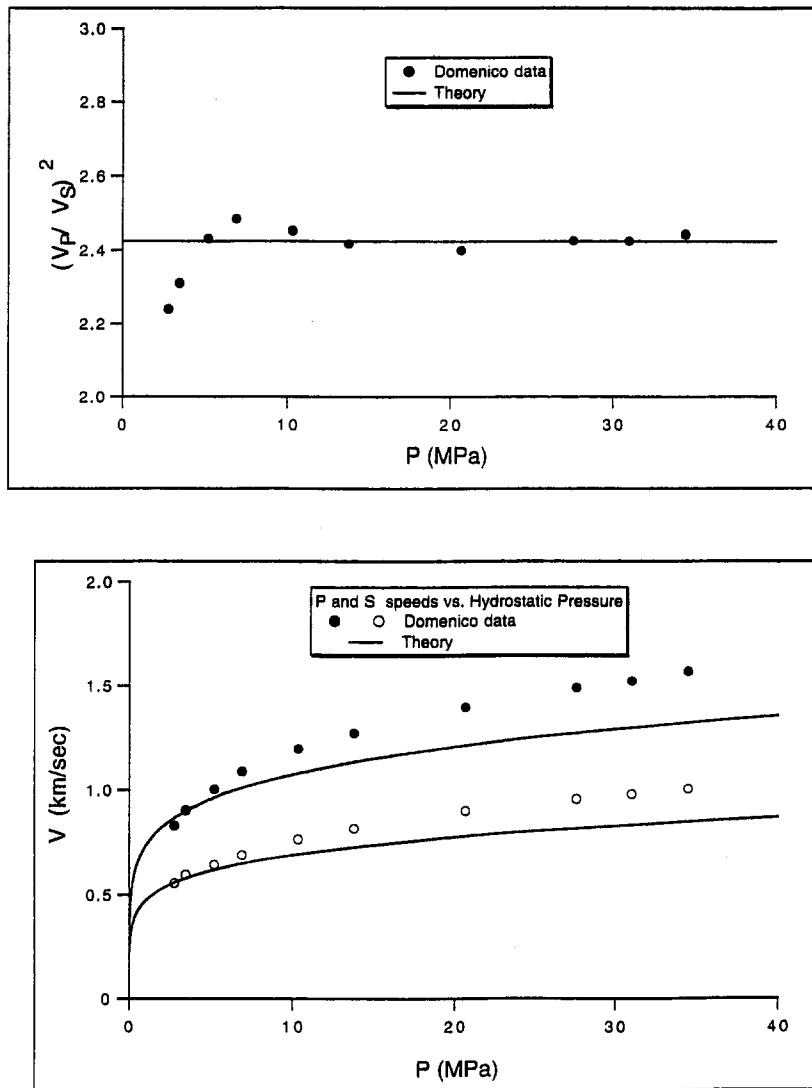 3.0
2.8
2.6
2.4
2.2
2.0
(VP/ VS) 2
Domenico data
Theory
0
10
20
30
40
P (MPa)
2.0
1.5
1.0
0.5
0
V (km/sec)
P and S speeds vs. Hydrostatic Pressure
Domenico data
Theory
0
10
20
30
40
P (MPa)